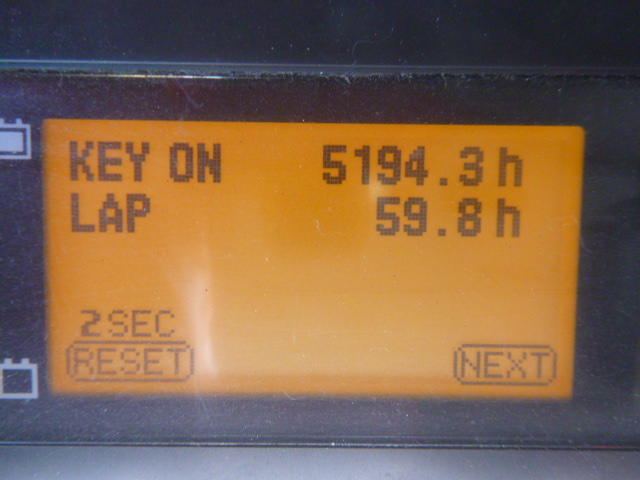 KEY ON 5194.3 h
LAP 59.8 h
2SEC
RESET NEXT